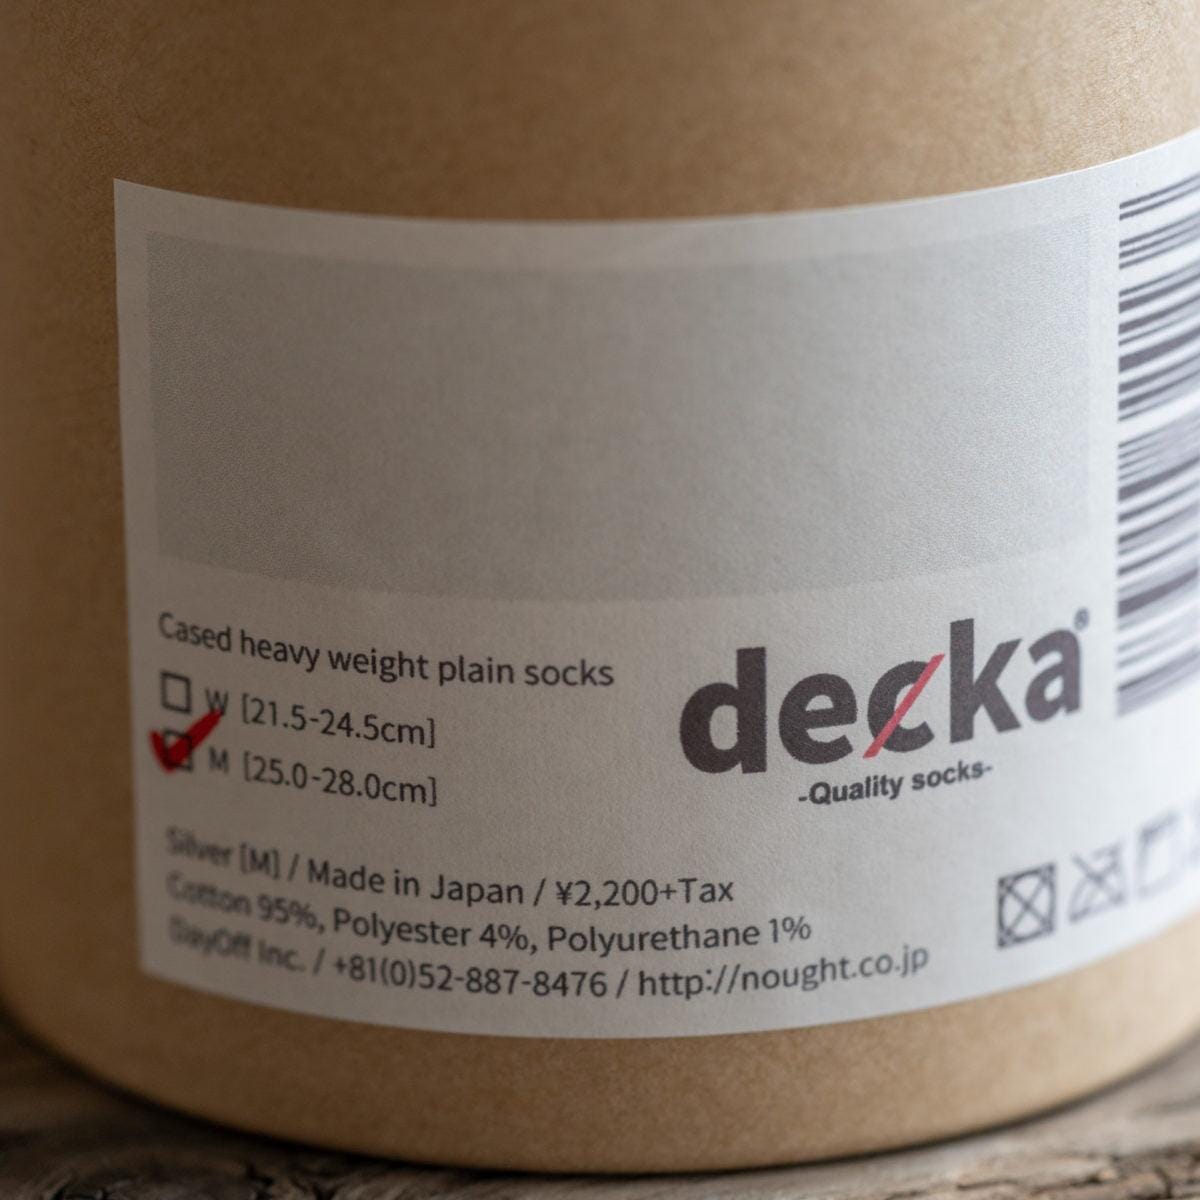 Cased heavy weight plain socks
W [21.5-24.5cm]
M [25.0-28.0cm]
decka®
-Quality socks-
Silver [M] / Made in Japan / ¥2,200+Tax
Cotton 95%, Polyester 4%, Polyurethane 1%
DayOff Inc. / +81(0)52-887-8476 / http://nought.co.jp